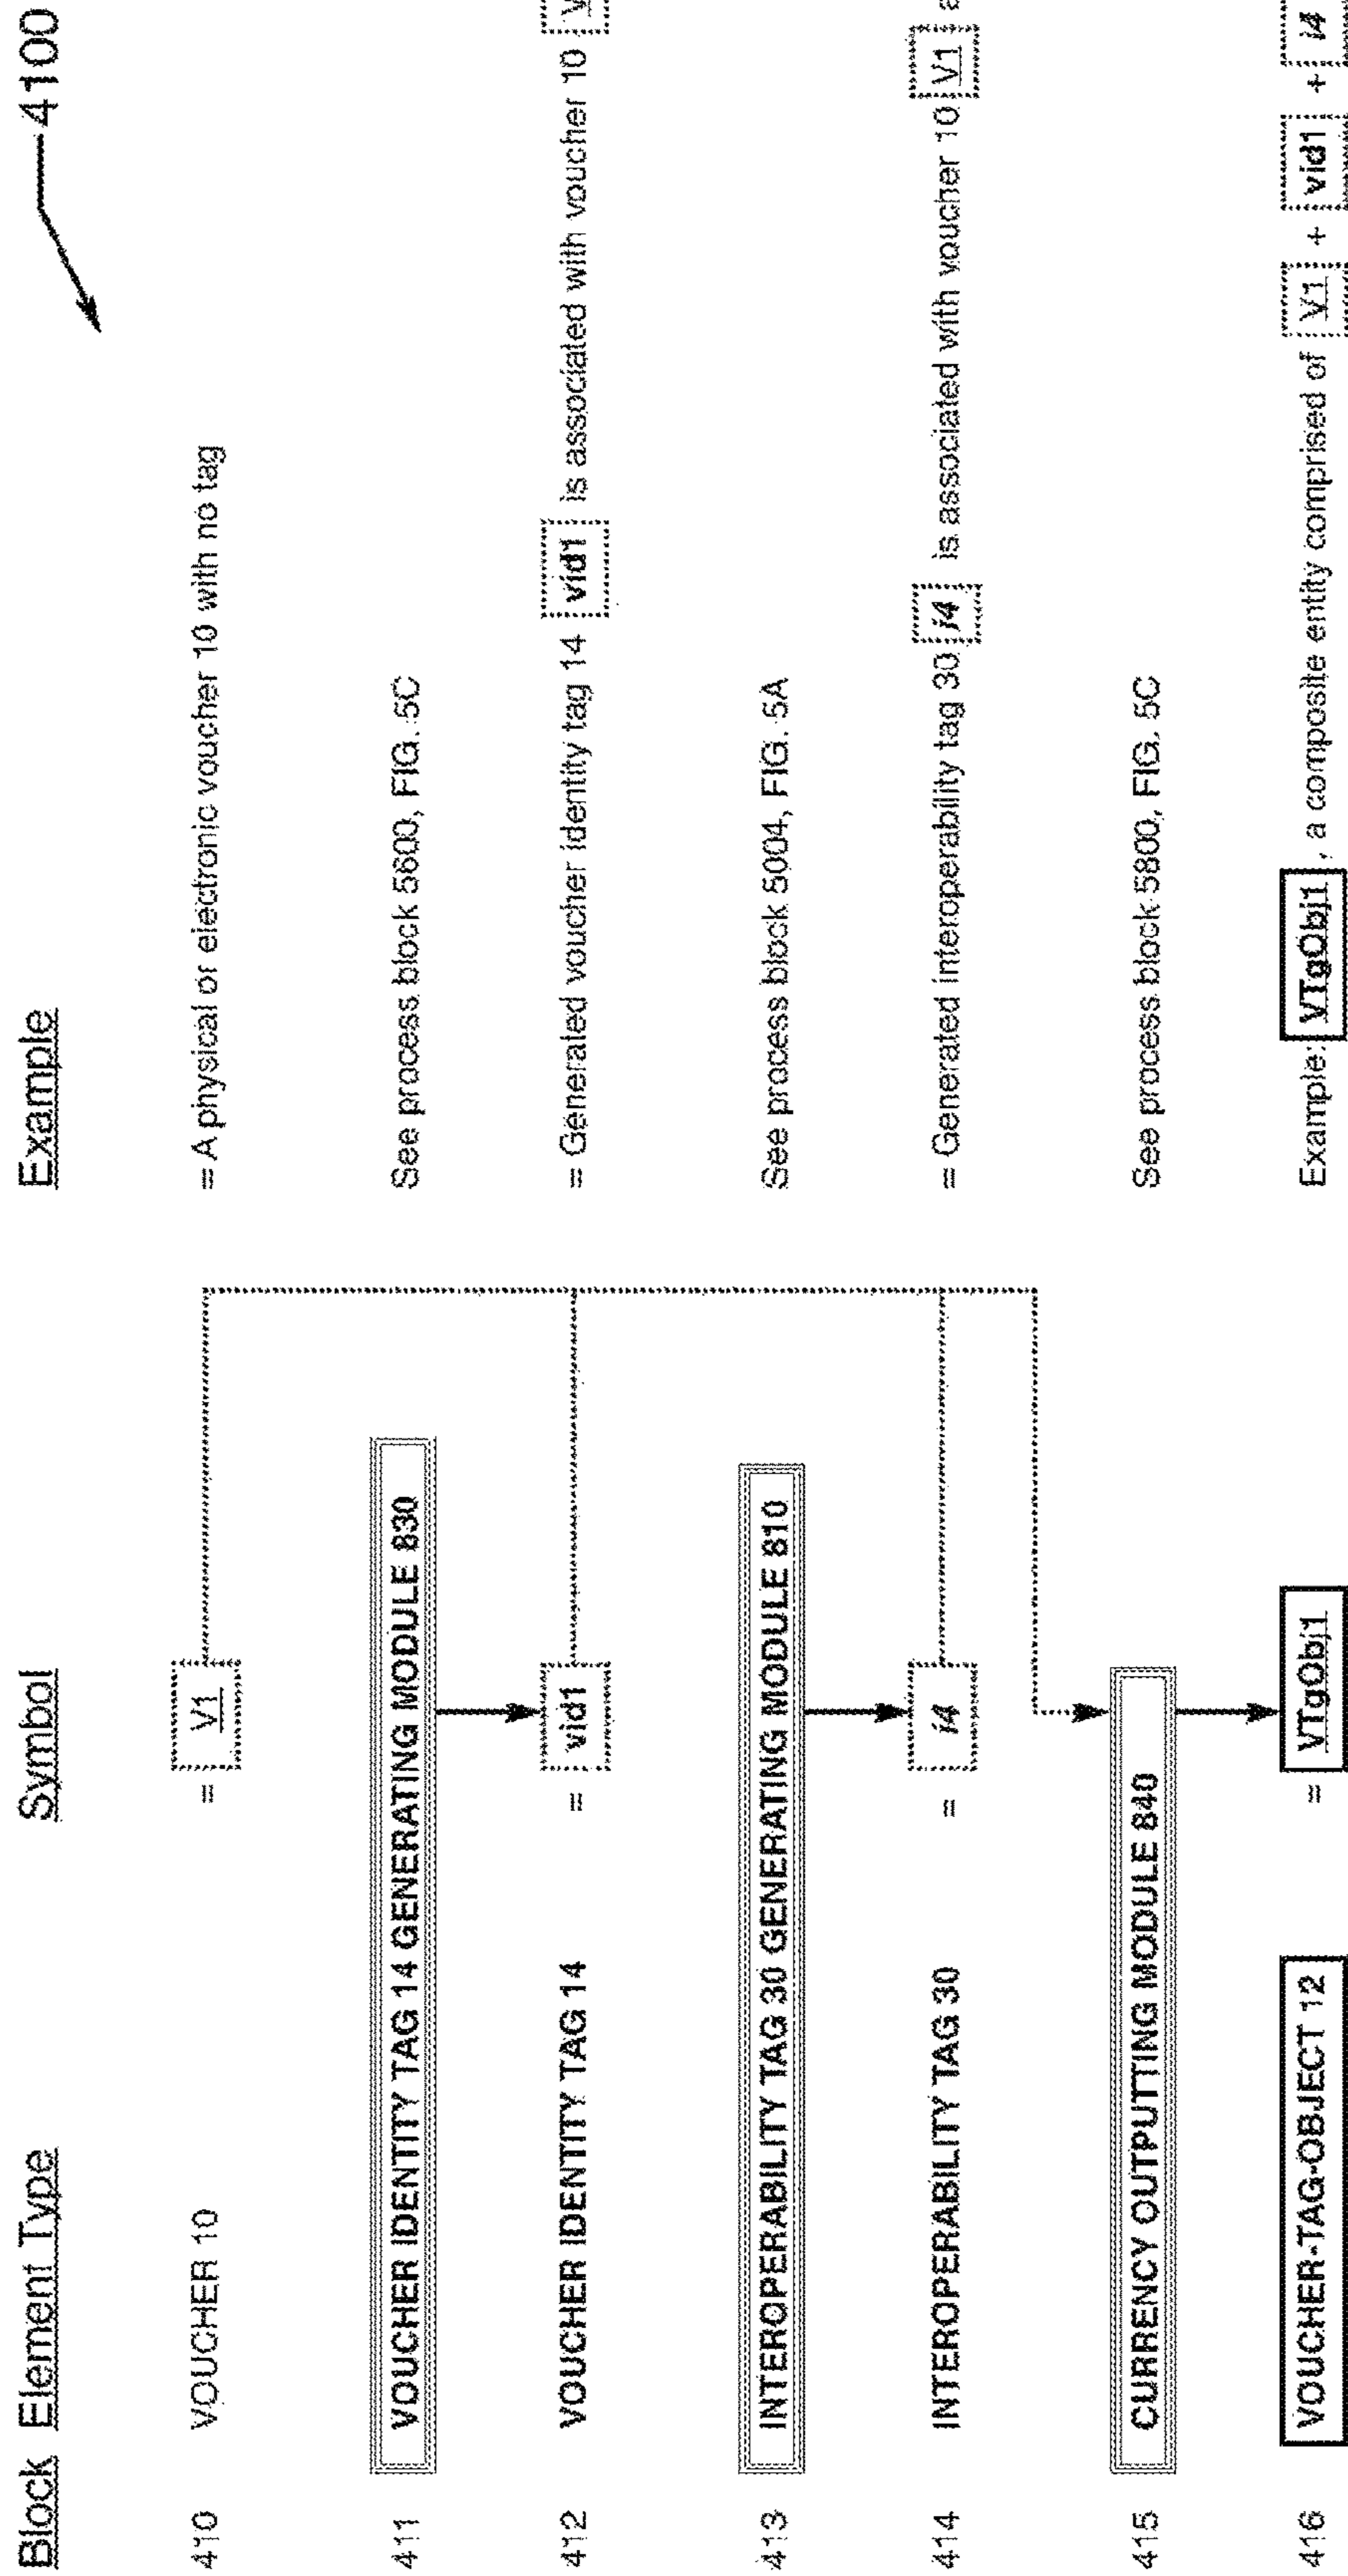 4100
Block Element Type Symbol Example
410 VOUCHER 10 = V1 = A physical or electronic voucher 10 with no tag
411 VOUCHER IDENTITY TAG 14 GENERATING MODULE 830 See process block 5600, FIG. 5C
412 VOUCHER IDENTITY TAG 14 = vid1 = Generated voucher identity tag 14 vid1 is associated with voucher 10
413 INTEROPERABILITY TAG 30 GENERATING MODULE 810 See process block 5004, FIG. 5A
414 INTEROPERABILITY TAG 30 = i4 = Generated interoperability tag 30 i4 is associated with voucher 10 V1
415 CURRENCY OUTPUTTING MODULE 840 See process block 5800, FIG. 5C
416 VOUCHER-TAG-OBJECT 12 = VTgObj1 Example: VTgObj1, a composite entity comprised of V1 + vid1 + i4